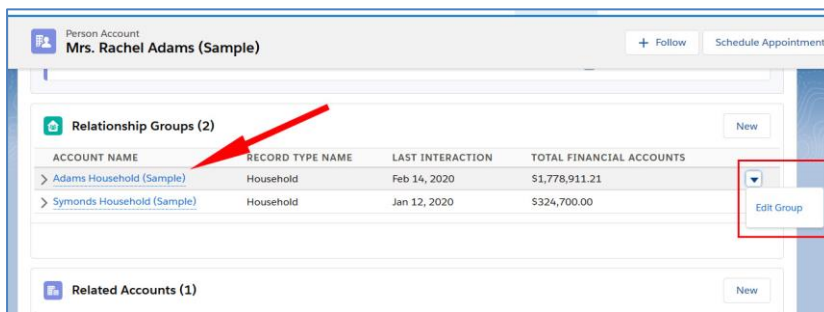 Person Account
Mrs. Rachel Adams (Sample)
+ Follow
Schedule Appointment
Relationship Groups (2)
New
ACCOUNT NAME RECORD TYPE NAME LAST INTERACTION TOTAL FINANCIAL ACCOUNTS
Adams Household (Sample) Household Feb 14, 2020 $1,778,911.21
Symonds Household (Sample) Household Jan 12, 2020 $324,700.00
Edit Group
Related Accounts (1)
New